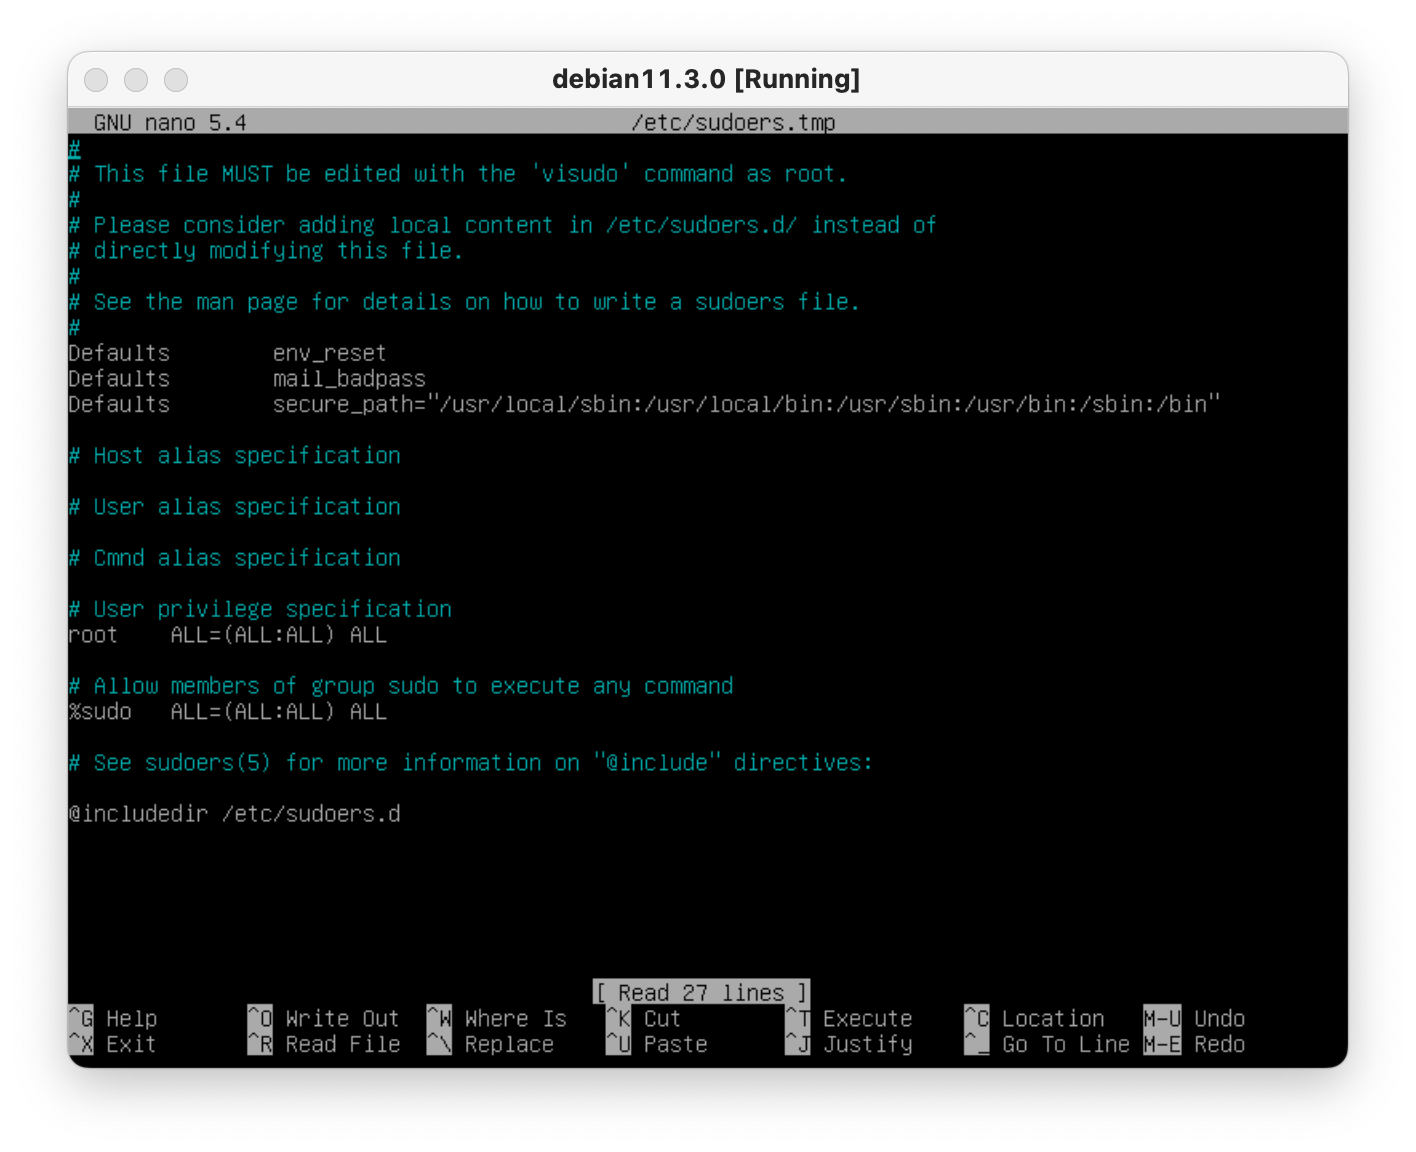 debian11.3.0 [Running]
GNU nano 5.4 /etc/sudoers.tmp
#
# This file MUST be edited with the 'visudo' command as root.
#
# Please consider adding local content in /etc/sudoers.d/ instead of
# directly modifying this file.
#
# See the man page for details on how to write a sudoers file.
#
Defaults env_reset
Defaults mail_badpass
Defaults secure_path="/usr/local/sbin:/usr/local/bin:/usr/sbin:/usr/bin:/sbin:/bin"
# Host alias specification
# User alias specification
# Cmnd alias specification
# User privilege specification
root ALL=(ALL:ALL) ALL
# Allow members of group sudo to execute any command
%sudo ALL=(ALL:ALL) ALL
# See sudoers(5) for more information on "@include" directives:
@includedir /etc/sudoers.d
[ Read 27 lines ]
^G Help ^O Write Out ^W Where Is ^K Cut ^T Execute ^C Location M-U Undo
^X Exit ^R Read File ^\ Replace ^U Paste ^J Justify ^_ Go To Line M-E Redo